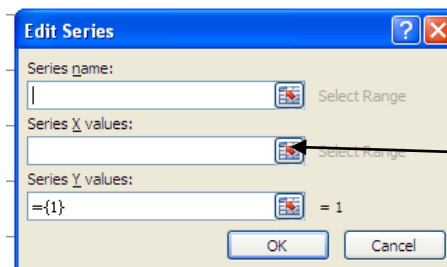 Edit Series
Series name:
Select Range
Series X values:
Select Range
Series Y values:
={1}
= 1
OK
Cancel